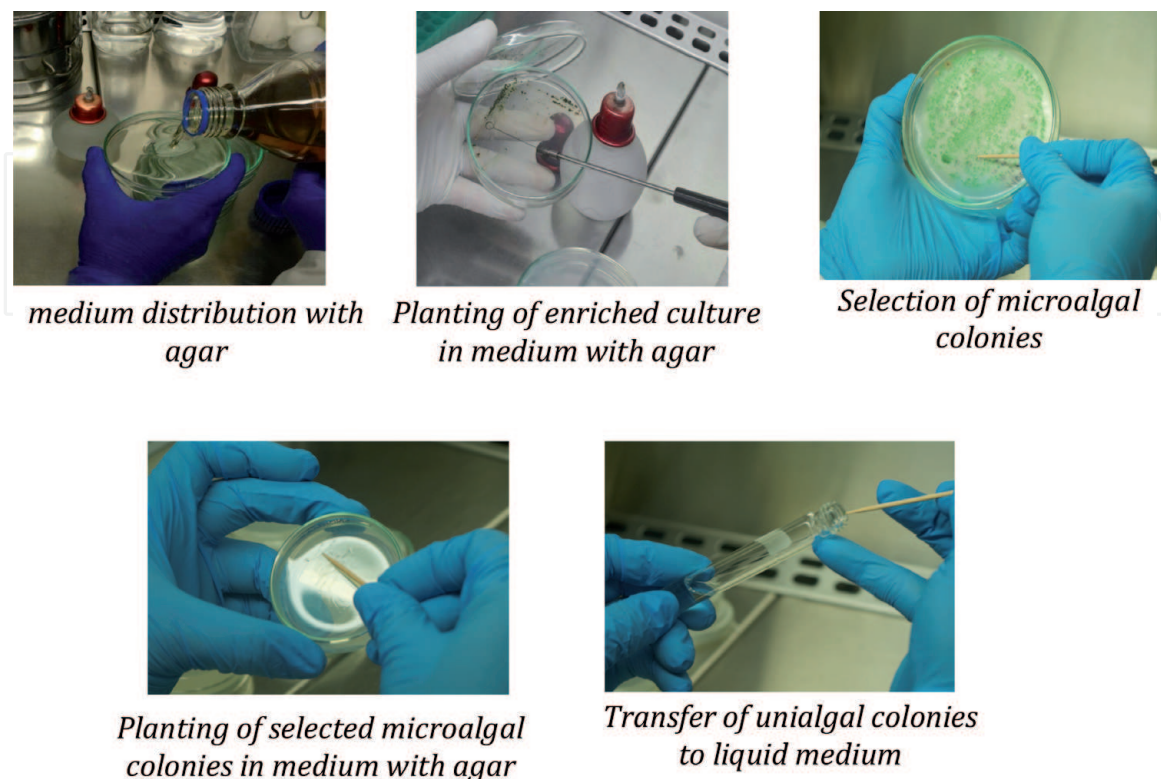 medium distribution with
agar
Planting of enriched culture
in medium with agar
Selection of microalgal
colonies
Planting of selected microalgal
colonies in medium with agar
Transfer of unialgal colonies
to liquid medium